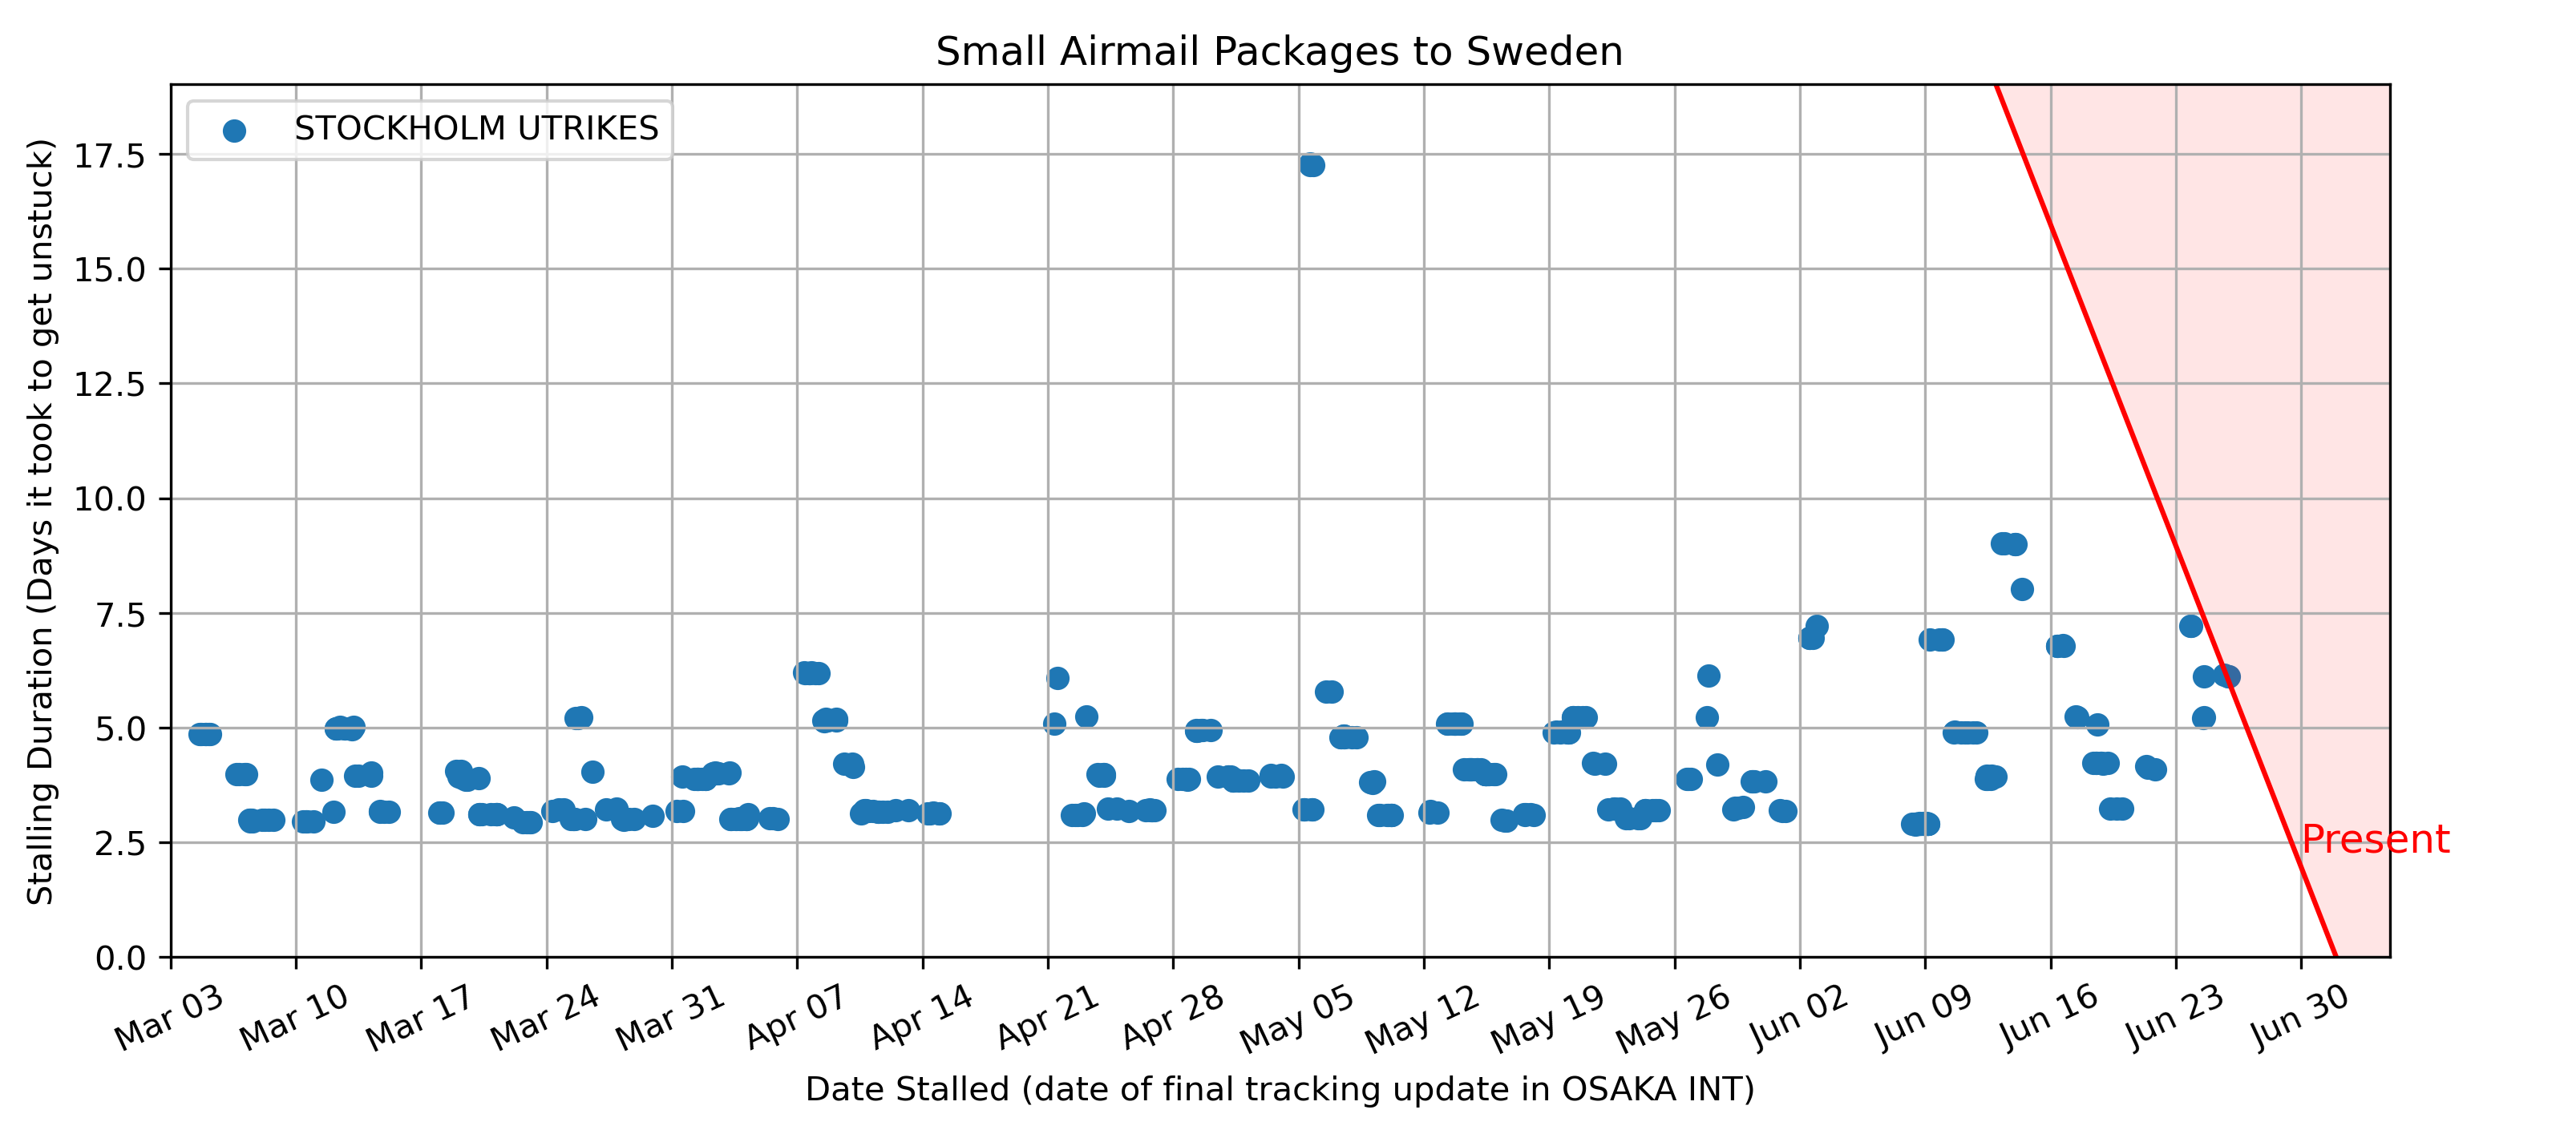 Small Airmail Packages to Sweden
STOCKHOLM UTRIKES
Stalling Duration (Days it took to get unstuck)
17.5
15.0
12.5
10.0
7.5
5.0
2.5
0.0
Present
Mar 03
Mar 10
Mar 17
Mar 24
Mar 31
Apr 07
Apr 14
Apr 21
Apr 28
May 05
May 12
May 19
May 26
Jun 02
Jun 09
Jun 16
Jun 23
Jun 30
Date Stalled (date of final tracking update in OSAKA INT)